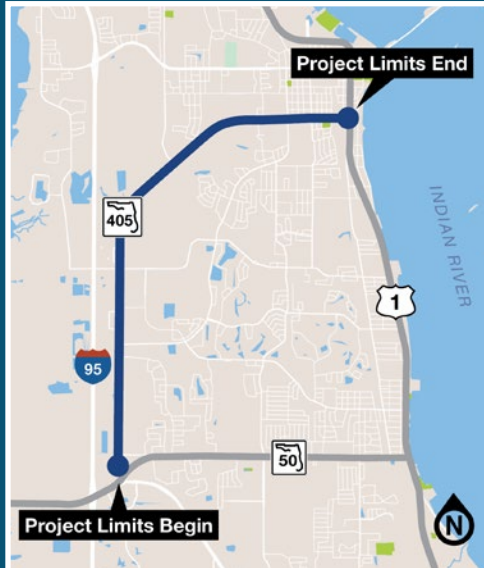 Project Limits End
405
INDIAN RIVER
1
95
50
Project Limits Begin
N